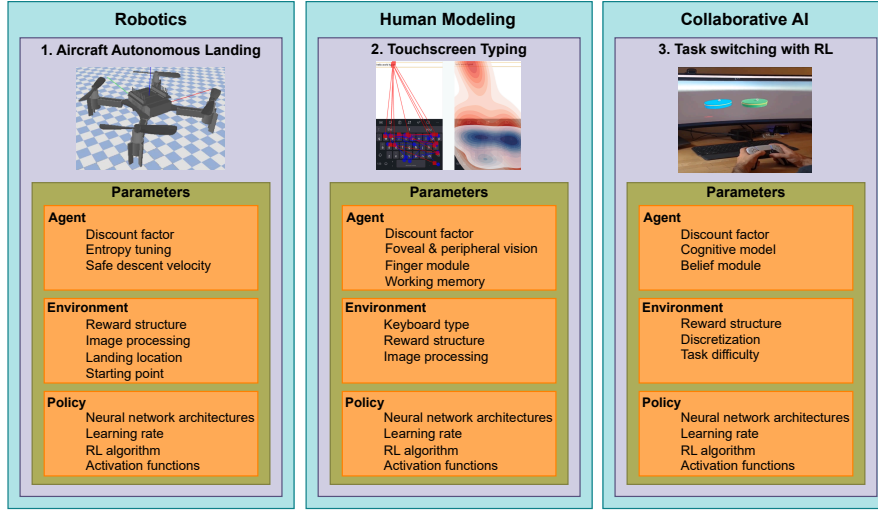 Robotics
1. Aircraft Autonomous Landing
Parameters
Agent
Discount factor
Entropy tuning
Safe descent velocity
Environment
Reward structure
Image processing
Landing location
Starting point
Policy
Neural network architectures
Learning rate
RL algorithm
Activation functions
Human Modeling
2. Touchscreen Typing
Parameters
Agent
Discount factor
Foveal & peripheral vision
Finger module
Working memory
Environment
Keyboard type
Reward structure
Image processing
Policy
Neural network architectures
Learning rate
RL algorithm
Activation functions
Collaborative AI
3. Task switching with RL
Parameters
Agent
Discount factor
Cognitive model
Belief module
Environment
Reward structure
Discretization
Task difficulty
Policy
Neural network architectures
Learning rate
RL algorithm
Activation functions